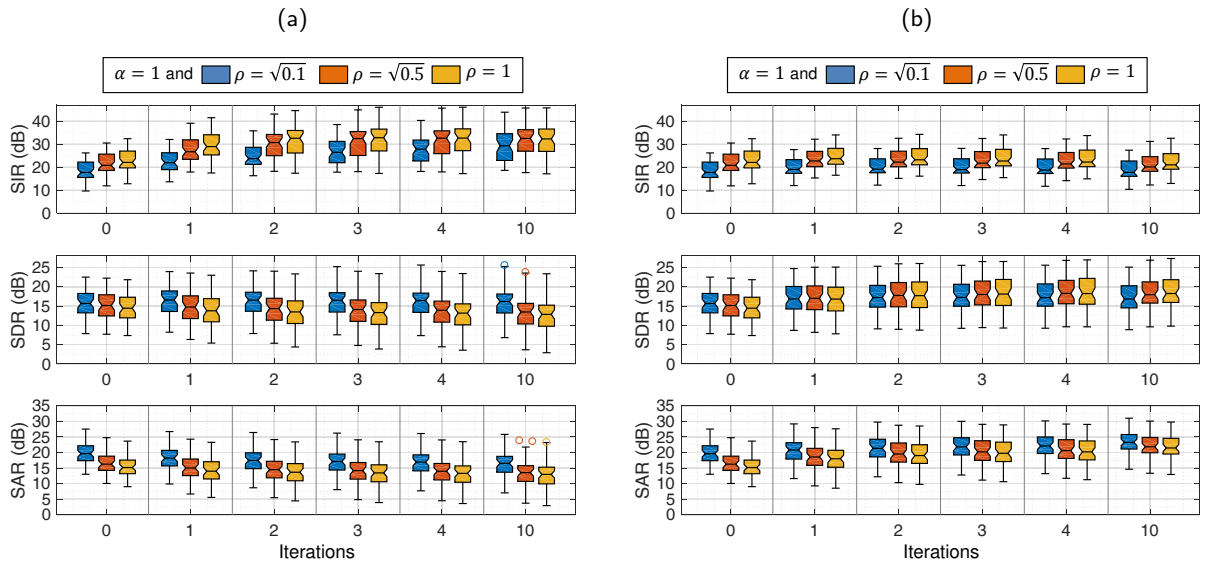 (a)
α = 1 and ρ = √0.1 ρ = √0.5 ρ = 1
SIR (dB)
40
30
20
10
0
0 1 2 3 4 10
SDR (dB)
25
20
15
10
5
0
0 1 2 3 4 10
SAR (dB)
35
30
25
20
15
10
5
0
0 1 2 3 4 10
Iterations
(b)
α = 1 and ρ = √0.1 ρ = √0.5 ρ = 1
SIR (dB)
40
30
20
10
0
0 1 2 3 4 10
SDR (dB)
25
20
15
10
5
0
0 1 2 3 4 10
SAR (dB)
35
30
25
20
15
10
5
0
0 1 2 3 4 10
Iterations